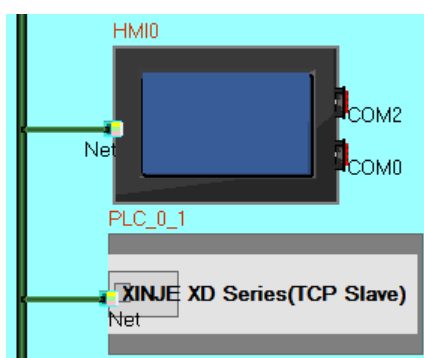 HMI0
COM2
Net
COM0
PLC_0_1
XINJE XD Series(TCP Slave)
Net